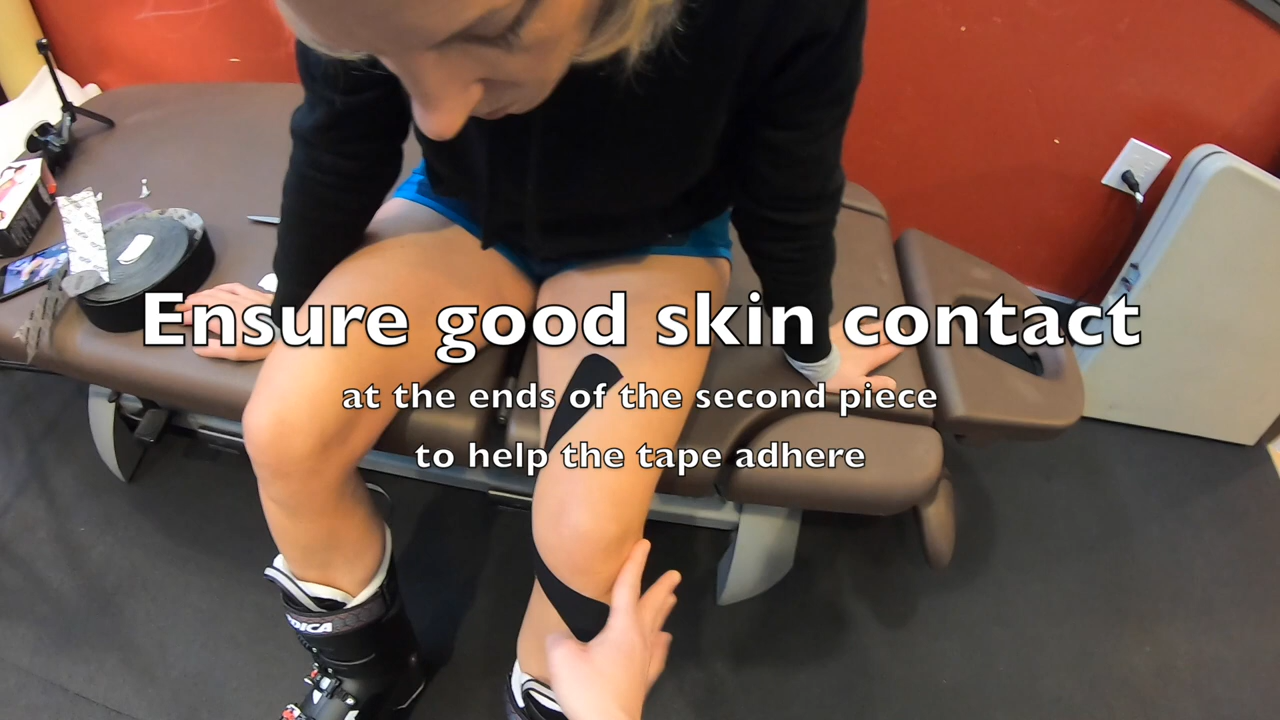 Ensure good skin contact
at the ends of the second piece
to help the tape adhere